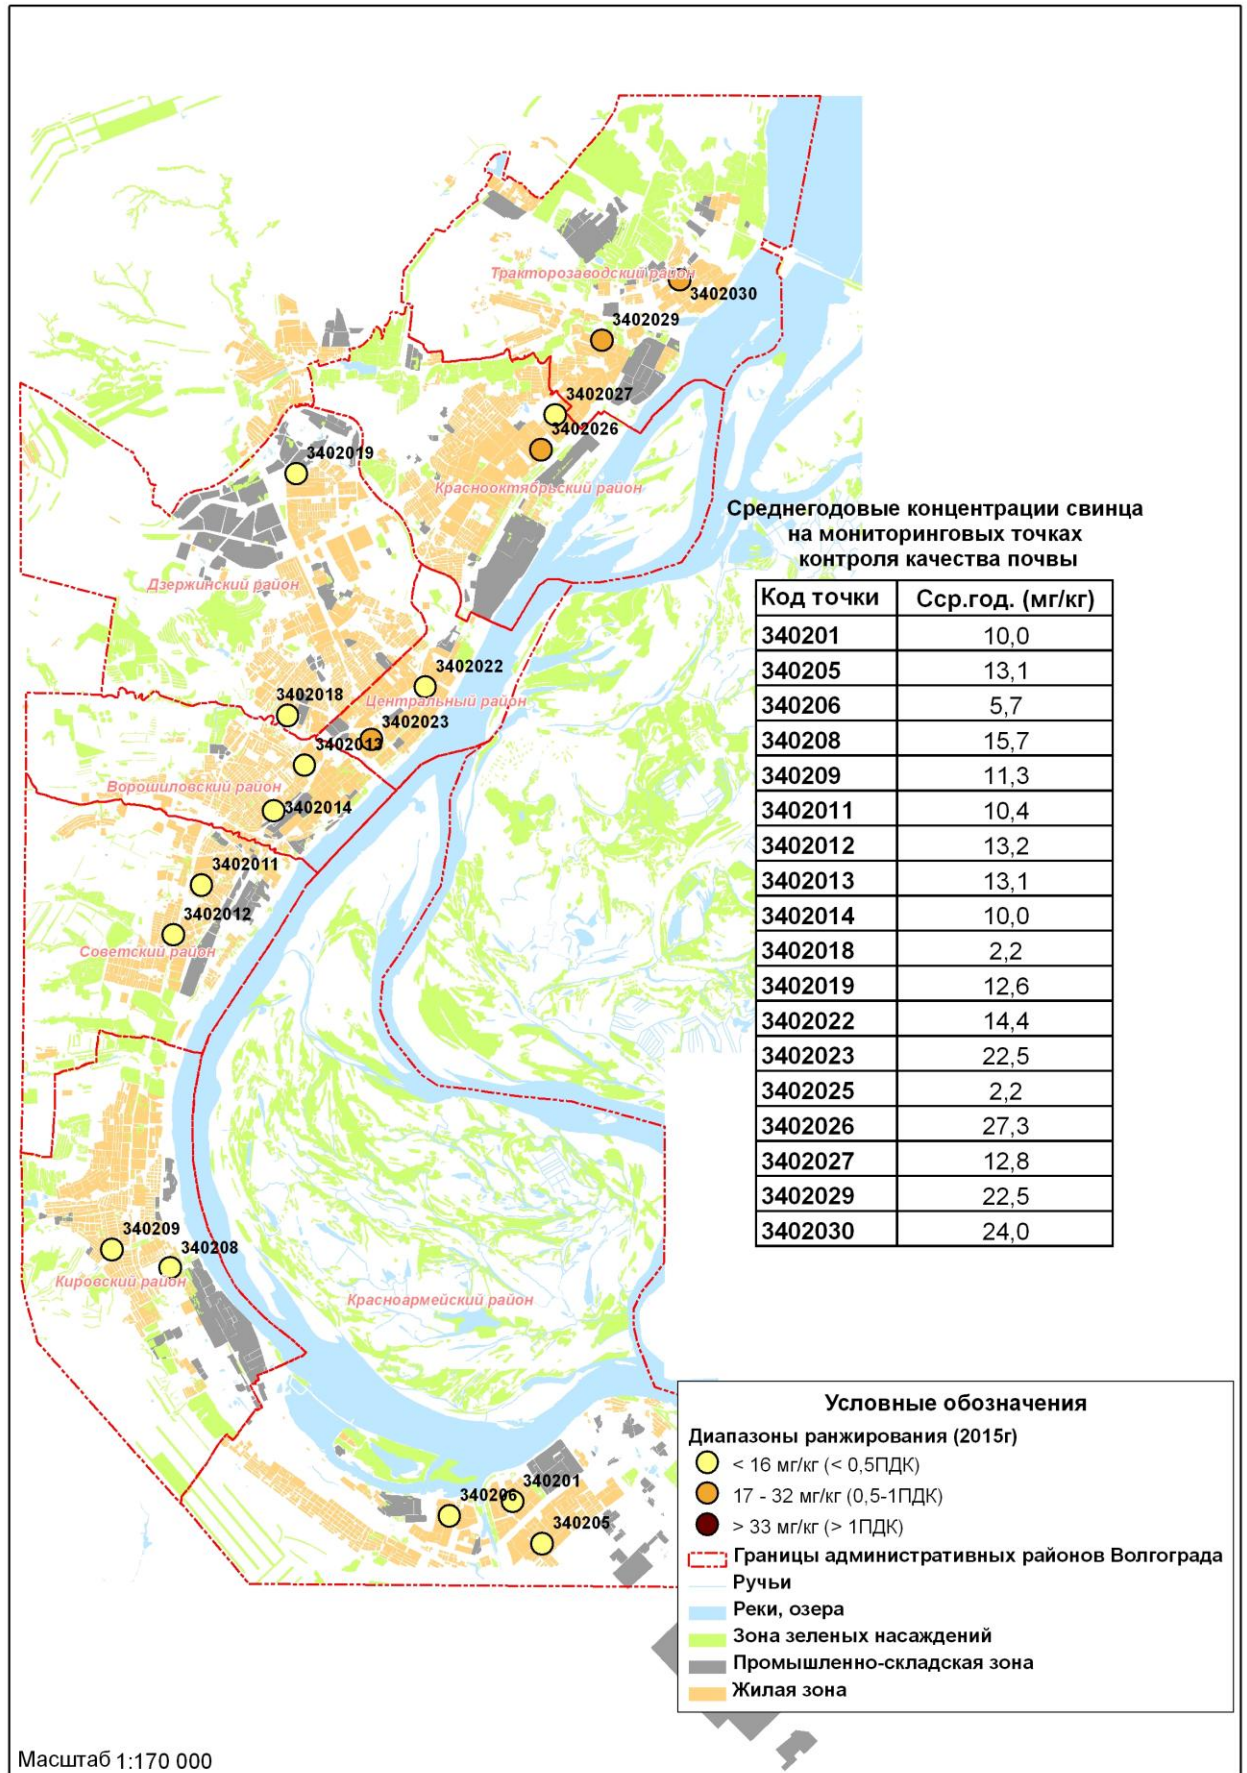 Тракторозаводский район
3402030
3402029
3402027
3402026
3402019
Краснооктябрьский район
Дзержинский район
3402022
3402018
Центральный район
3402023
3402013
Ворошиловский район
3402014
3402011
3402012
Советский район
340209
340208
Кировский район
Красноармейский район
340201
340206
340205
Среднегодовые концентрации свинца
на мониторинговых точках
контроля качества почвы
Код точки Сср.год. (мг/кг)
340201 10,0
340205 13,1
340206 5,7
340208 15,7
340209 11,3
3402011 10,4
3402012 13,2
3402013 13,1
3402014 10,0
3402018 2,2
3402019 12,6
3402022 14,4
3402023 22,5
3402025 2,2
3402026 27,3
3402027 12,8
3402029 22,5
3402030 24,0
Условные обозначения
Диапазоны ранжирования (2015г)
< 16 мг/кг (< 0,5ПДК)
17 - 32 мг/кг (0,5-1ПДК)
> 33 мг/кг (> 1ПДК)
Границы административных районов Волгограда
Ручьи
Реки, озера
Зона зеленых насаждений
Промышленно-складская зона
Жилая зона
Масштаб 1:170 000